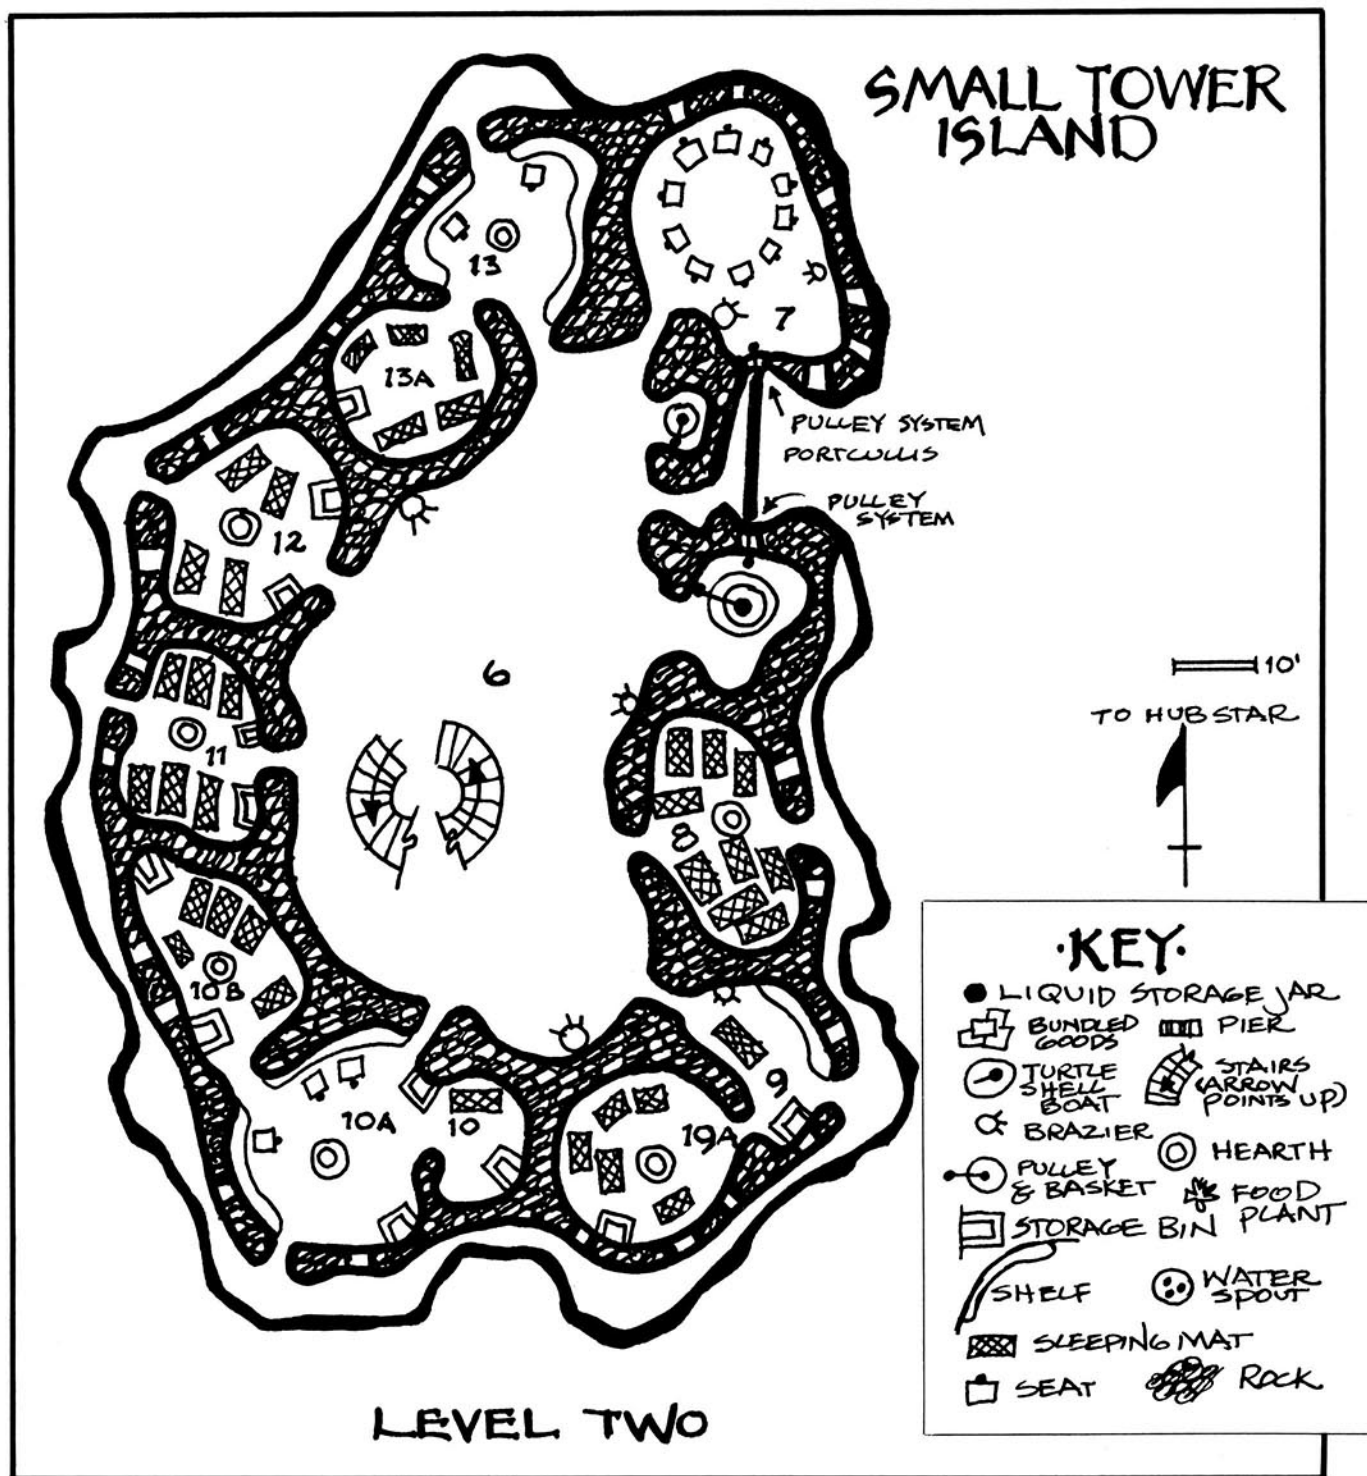 SMALL TOWER
ISLAND
13
7
13A
PULLEY SYSTEM
PORTCULLIS
PULLEY
SYSTEM
12
6
10'
TO HUB STAR
11
8
10B
9
10A
10
19A
·KEY·
LIQUID STORAGE JAR
BUNDLED
GOODS
PIER
TURTLE
SHELL
BOAT
STAIRS
(ARROW
POINTS UP)
BRAZIER
HEARTH
PULLEY
& BASKET
FOOD
PLANT
STORAGE BIN
SHELF
WATER
SPOUT
SLEEPING MAT
SEAT
ROCK
LEVEL TWO